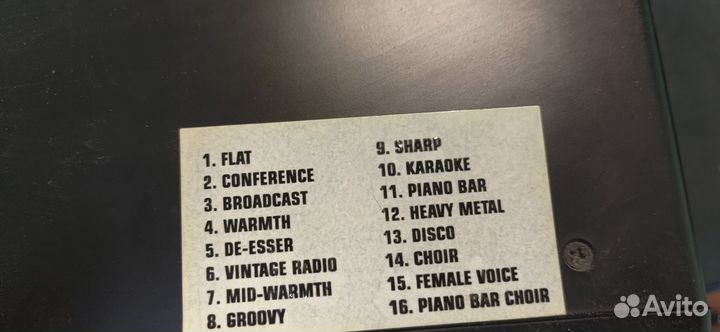 1. FLAT
2. CONFERENCE
3. BROADCAST
4. WARMTH
5. DE-ESSER
6. VINTAGE RADIO
7. MID-WARMTH
8. GROOVY
9. SHARP
10. KARAOKE
11. PIANO BAR
12. HEAVY METAL
13. DISCO
14. CHOIR
15. FEMALE VOICE
16. PIANO BAR CHOIR
Avito